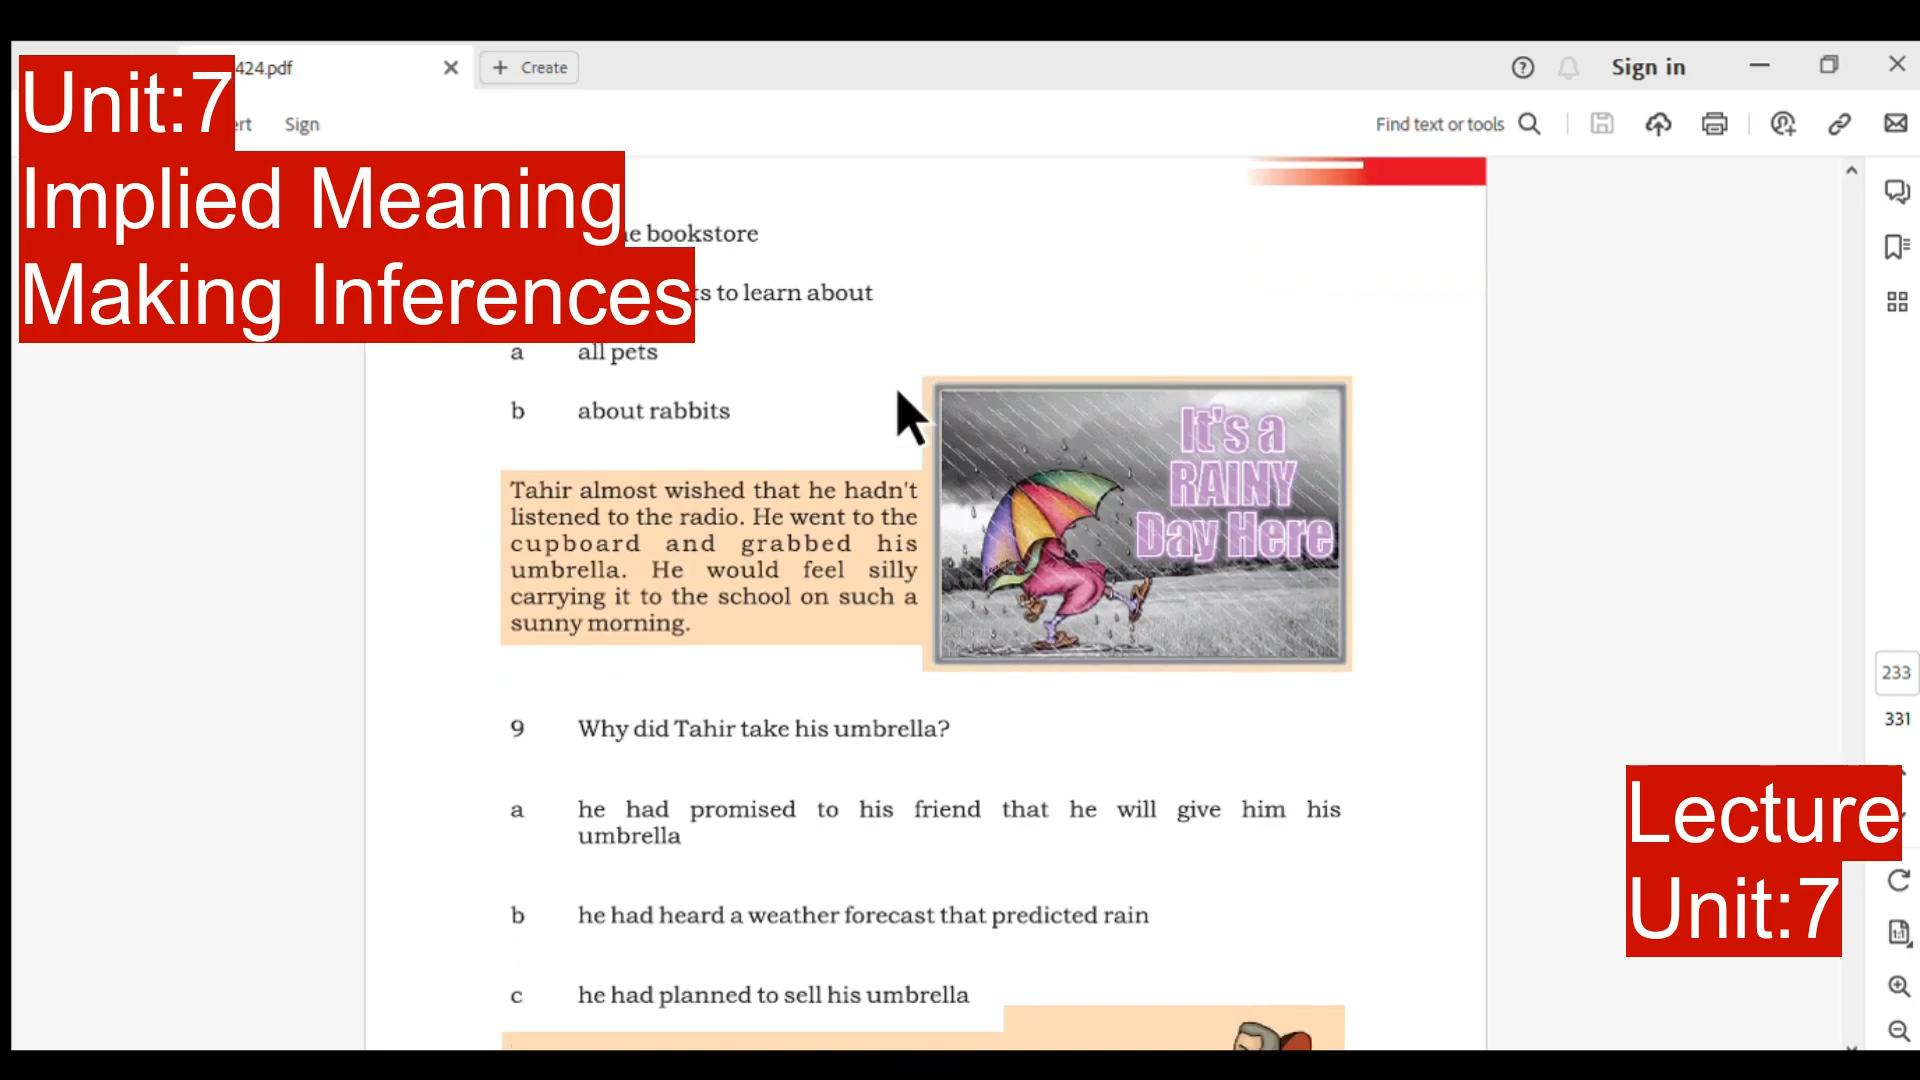 424.pdf
+ Create
Sign in
Unit:7
ert Sign
Find text or tools
Implied Meaning
Making Inferences
ne bookstore
ts to learn about
a all pets
b about rabbits
It's a
RAINY
Day Here
Tahir almost wished that he hadn't
listened to the radio. He went to the
cupboard and grabbed his
umbrella. He would feel silly
carrying it to the school on such a
sunny morning.
233
331
9 Why did Tahir take his umbrella?
a he had promised to his friend that he will give him his
umbrella
b he had heard a weather forecast that predicted rain
c he had planned to sell his umbrella
Lecture
Unit:7
1:1